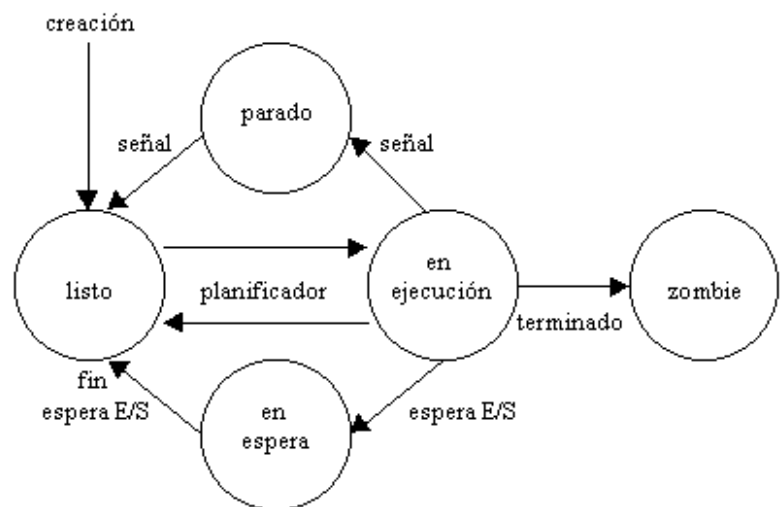 creación
parado
señal
señal
listo
planificador
en
ejecución
terminado
zombie
fin
espera E/S
en
espera
espera E/S